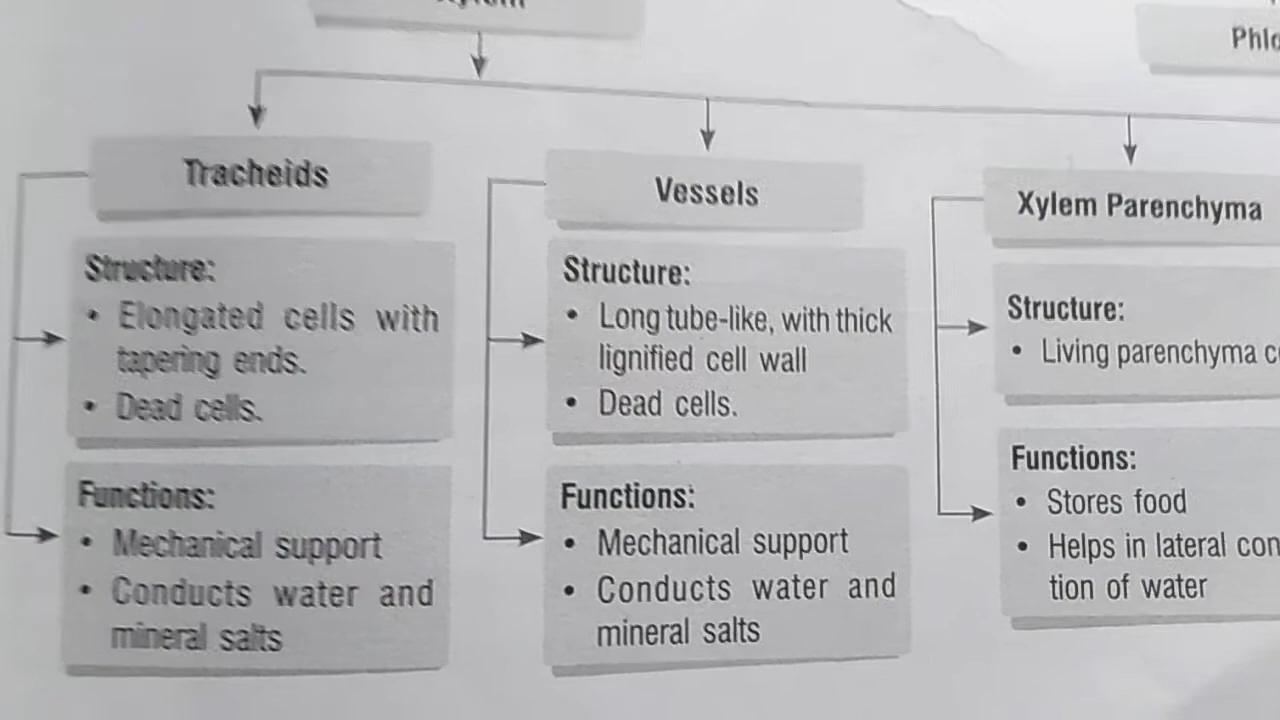 Tracheids
Structure:
• Elongated cells with
tapering ends.
• Dead cells.
Functions:
• Mechanical support
• Conducts water and
mineral salts
Vessels
Structure:
• Long tube-like, with thick
lignified cell wall
• Dead cells.
Functions:
• Mechanical support
• Conducts water and
mineral salts
Xylem Parenchyma
Structure:
• Living parenchyma
Functions:
• Stores food
• Helps in lateral
tion of water